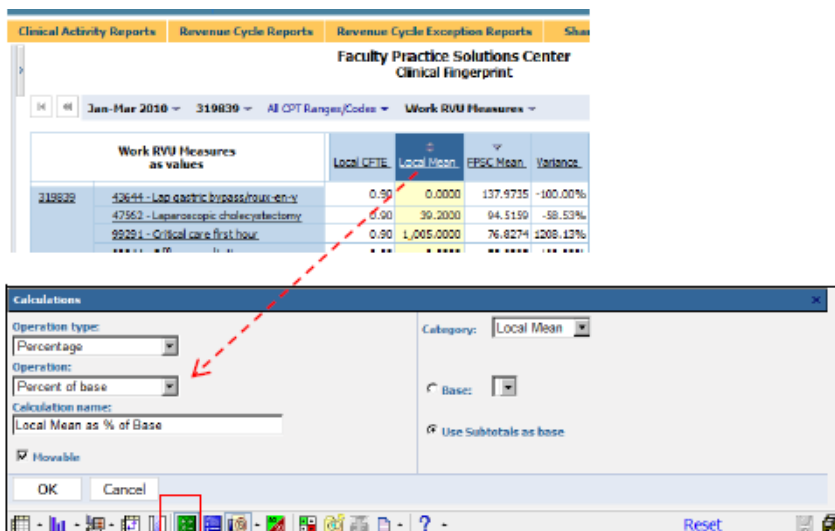 Clinical Activity Reports Revenue Cycle Reports Revenue Cycle Exception Reports Sha
Faculty Practice Solutions Center
Clinical Fingerprint
Jan-Mar 2010 319839 All CPT Ranges/Codes Work RVU Measures
Work RVU Measures
as values
Local CFTE Local Mean FPSC Mean Variance
319839 43644 - Lap gastric bypass/roux-en-y 0.90 0.0000 137.9735 -100.00%
47562 - Laparoscopic cholecystectomy 0.90 39.2000 94.5159 -58.53%
99291 - Critical care first hour 0.90 1,005.0000 76.8274 1208.13%
Calculations
Operation type:
Percentage
Operation:
Percent of base
Calculation name:
Local Mean as % of Base
Movable
OK Cancel
Category: Local Mean
Base:
Use Subtotals as base
Reset